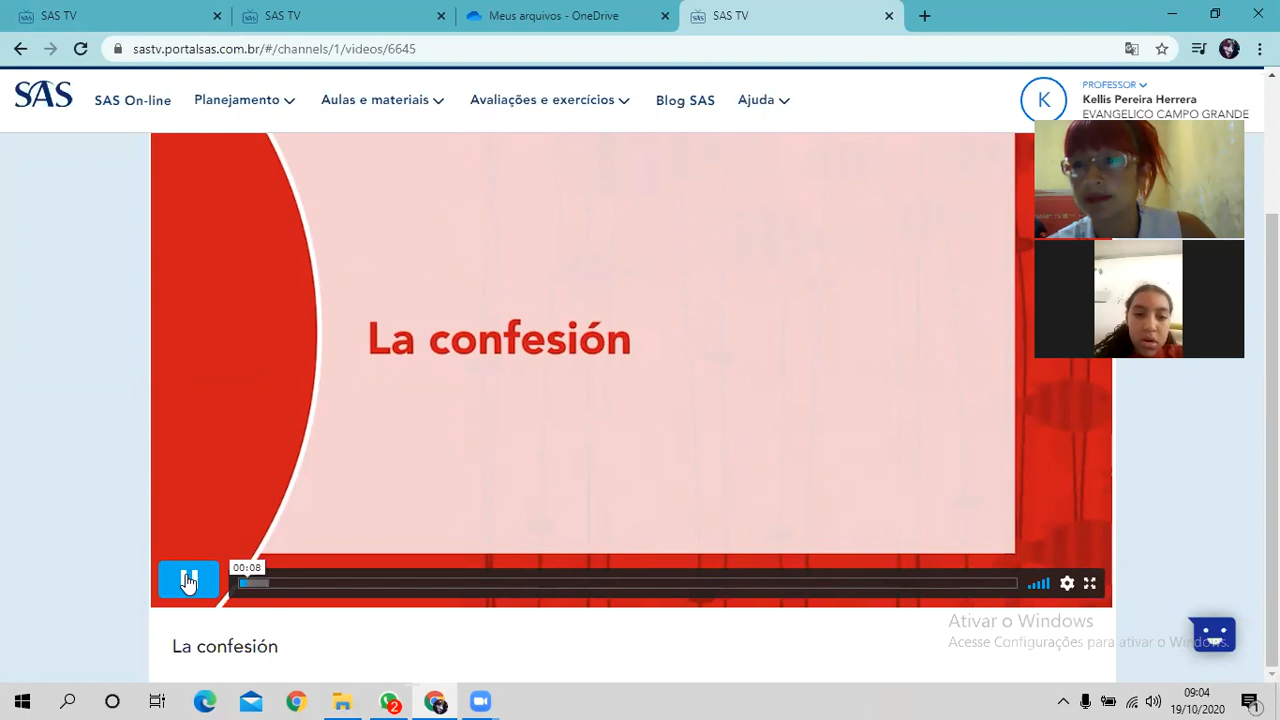 SAS TV
SAS TV
Meus arquivos - OneDrive
SAS TV
sastv.portalsas.com.br/#/channels/1/videos/6645
SAS
SAS On-line
Planejamento
Aulas e materiais
Avaliações e exercícios
Blog SAS
Ajuda
K
PROFESSOR
Kellis Pereira Herrera
EVANGELICO CAMPO GRANDE
La confesión
00:08
La confesión
Ativar o Windows
Acesse Configurações para ativar o Windows.
2
09:04
19/10/2020
1